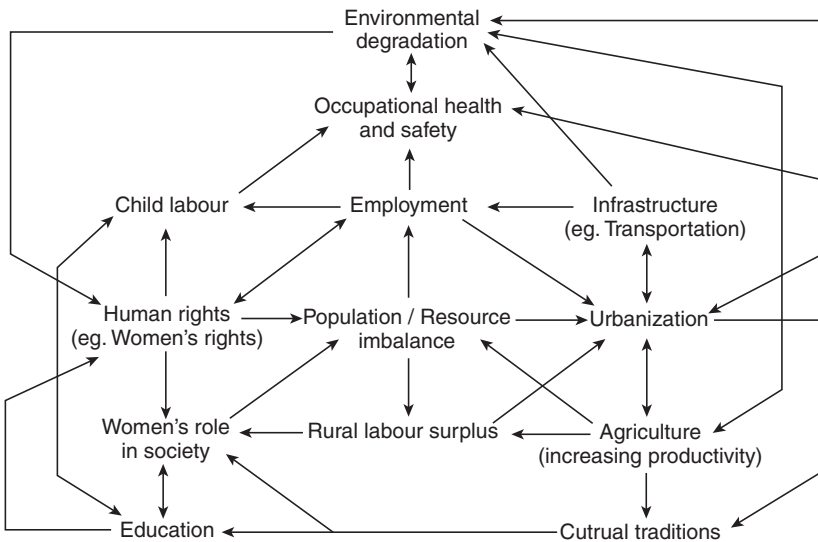 Environmental
degradation
Occupational health
and safety
Child labour
Employment
Infrastructure
(eg. Transportation)
Human rights
(eg. Women's rights)
Population / Resource
imbalance
Urbanization
Women's role
in society
Rural labour surplus
Agriculture
(increasing productivity)
Education
Cutrual traditions